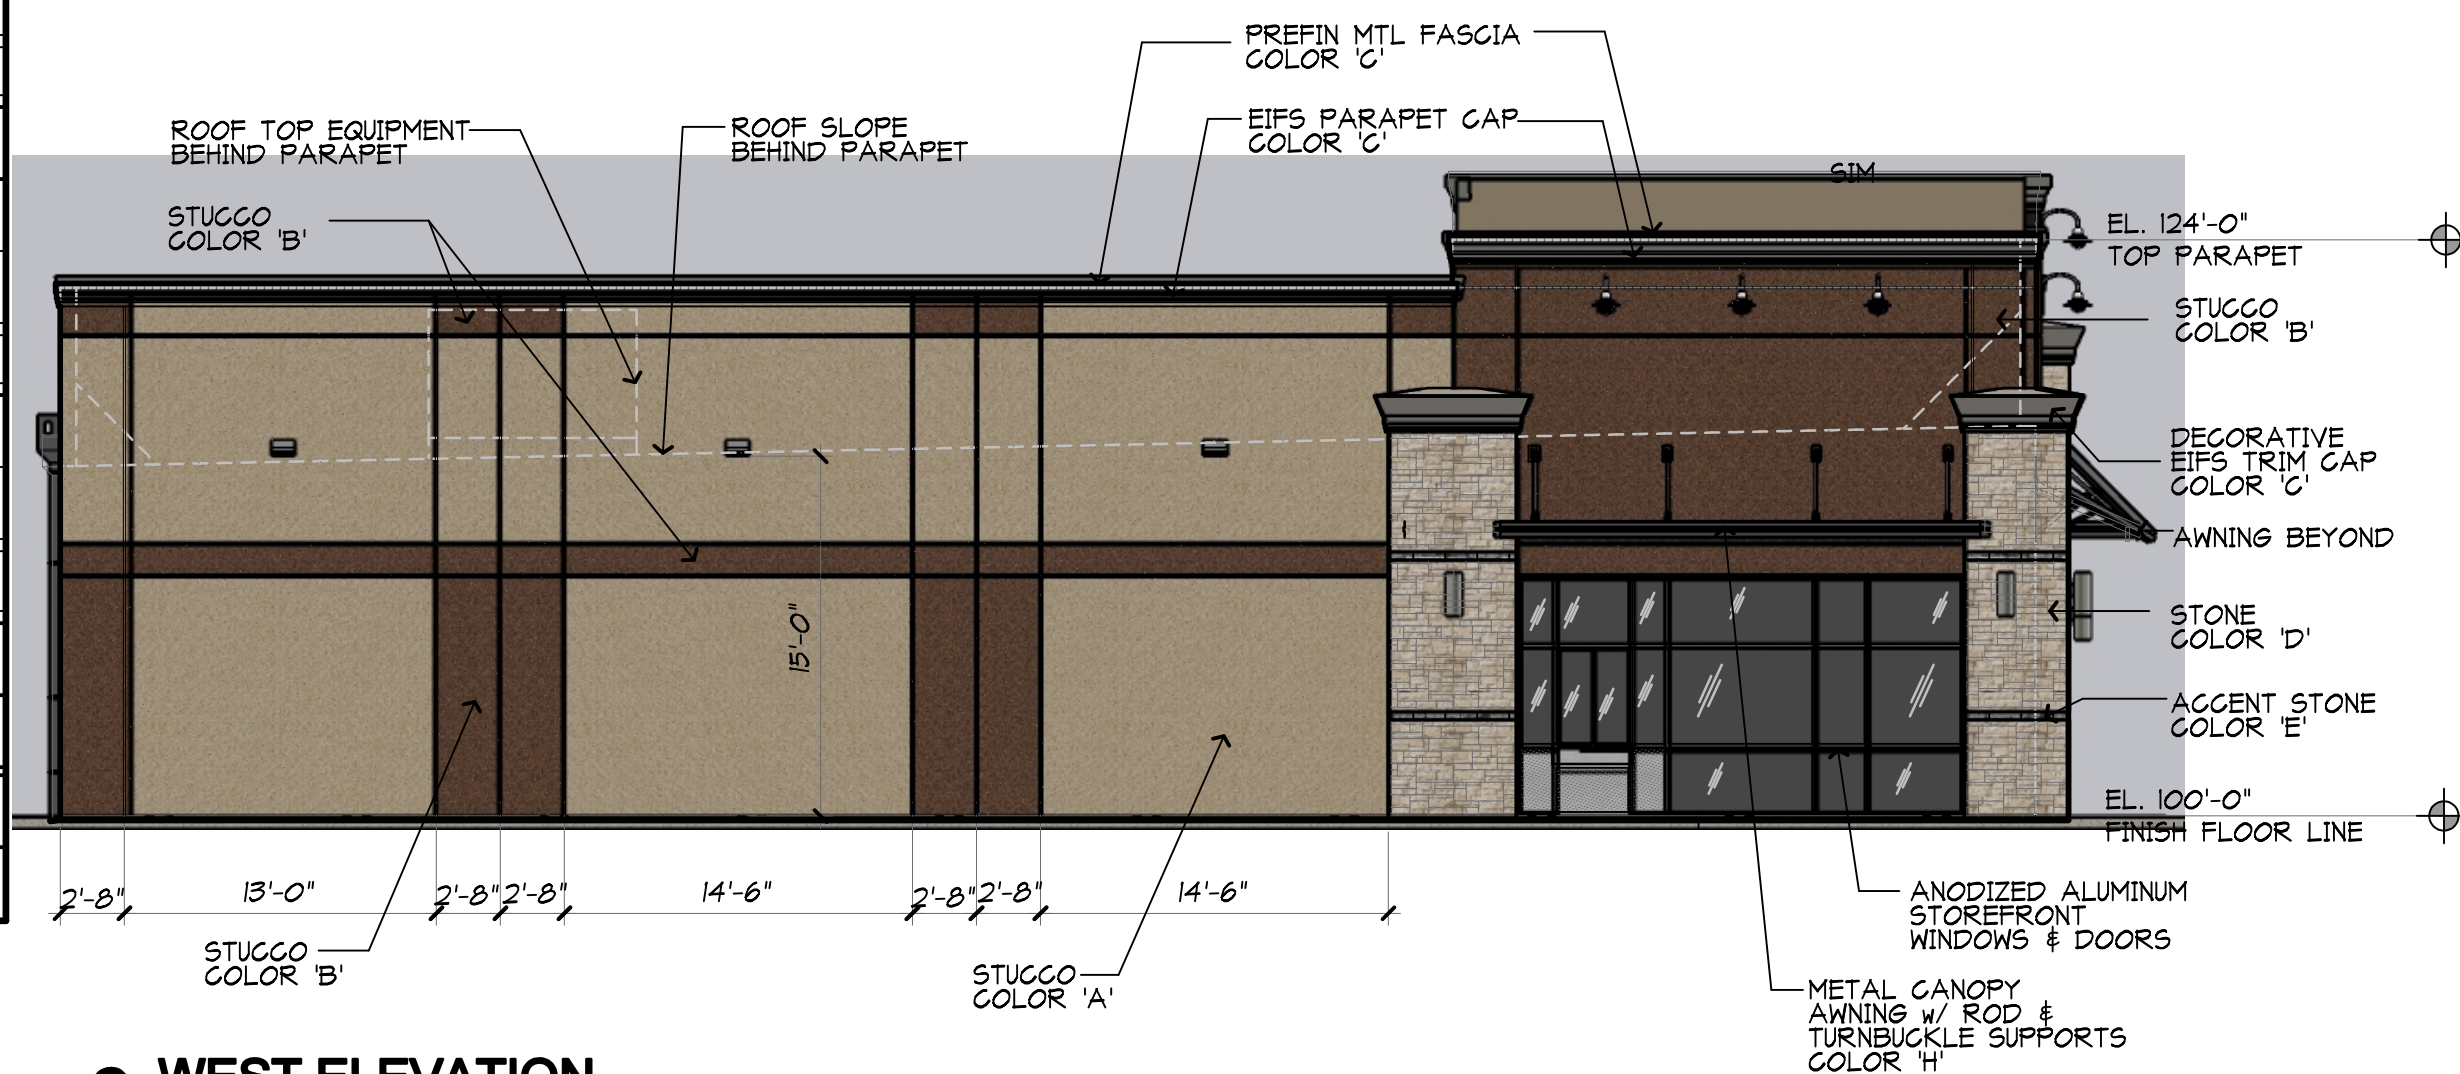 PREFIN MTL FASCIA
COLOR 'C'
EIFS PARAPET CAP
COLOR 'C'
ROOF TOP EQUIPMENT
BEHIND PARAPET
ROOF SLOPE
BEHIND PARAPET
STUCCO
COLOR 'B'
SIM
EL. 124'-0"
TOP PARAPET
STUCCO
COLOR 'B'
DECORATIVE
EIFS TRIM CAP
COLOR 'C'
AWNING BEYOND
STONE
COLOR 'D'
ACCENT STONE
COLOR 'E'
15'-0"
EL. 100'-0"
FINISH FLOOR LINE
2'-8" 13'-0" 2'-8" 2'-8" 14'-6" 2'-8" 2'-8" 14'-6"
STUCCO
COLOR 'B'
STUCCO
COLOR 'A'
ANODIZED ALUMINUM
STOREFRONT
WINDOWS & DOORS
METAL CANOPY
AWNING w/ ROD &
TURNBUCKLE SUPPORTS
COLOR 'H'
WEST ELEVATION